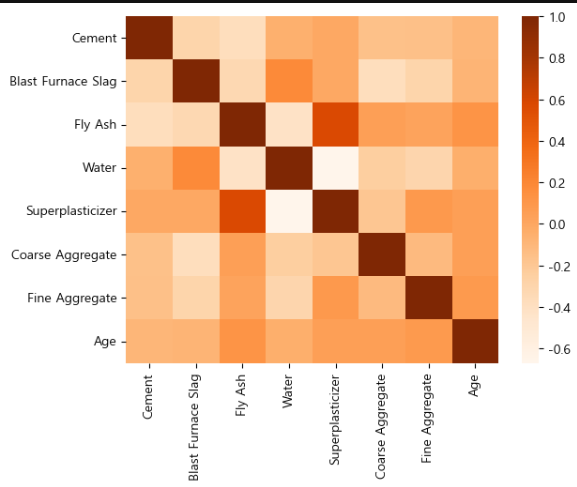 Cement
Blast Furnace Slag
Fly Ash
Water
Superplasticizer
Coarse Aggregate
Fine Aggregate
Age
Cement
Blast Furnace Slag
Fly Ash
Water
Superplasticizer
Coarse Aggregate
Fine Aggregate
Age
1.0
0.8
0.6
0.4
0.2
0.0
-0.2
-0.4
-0.6